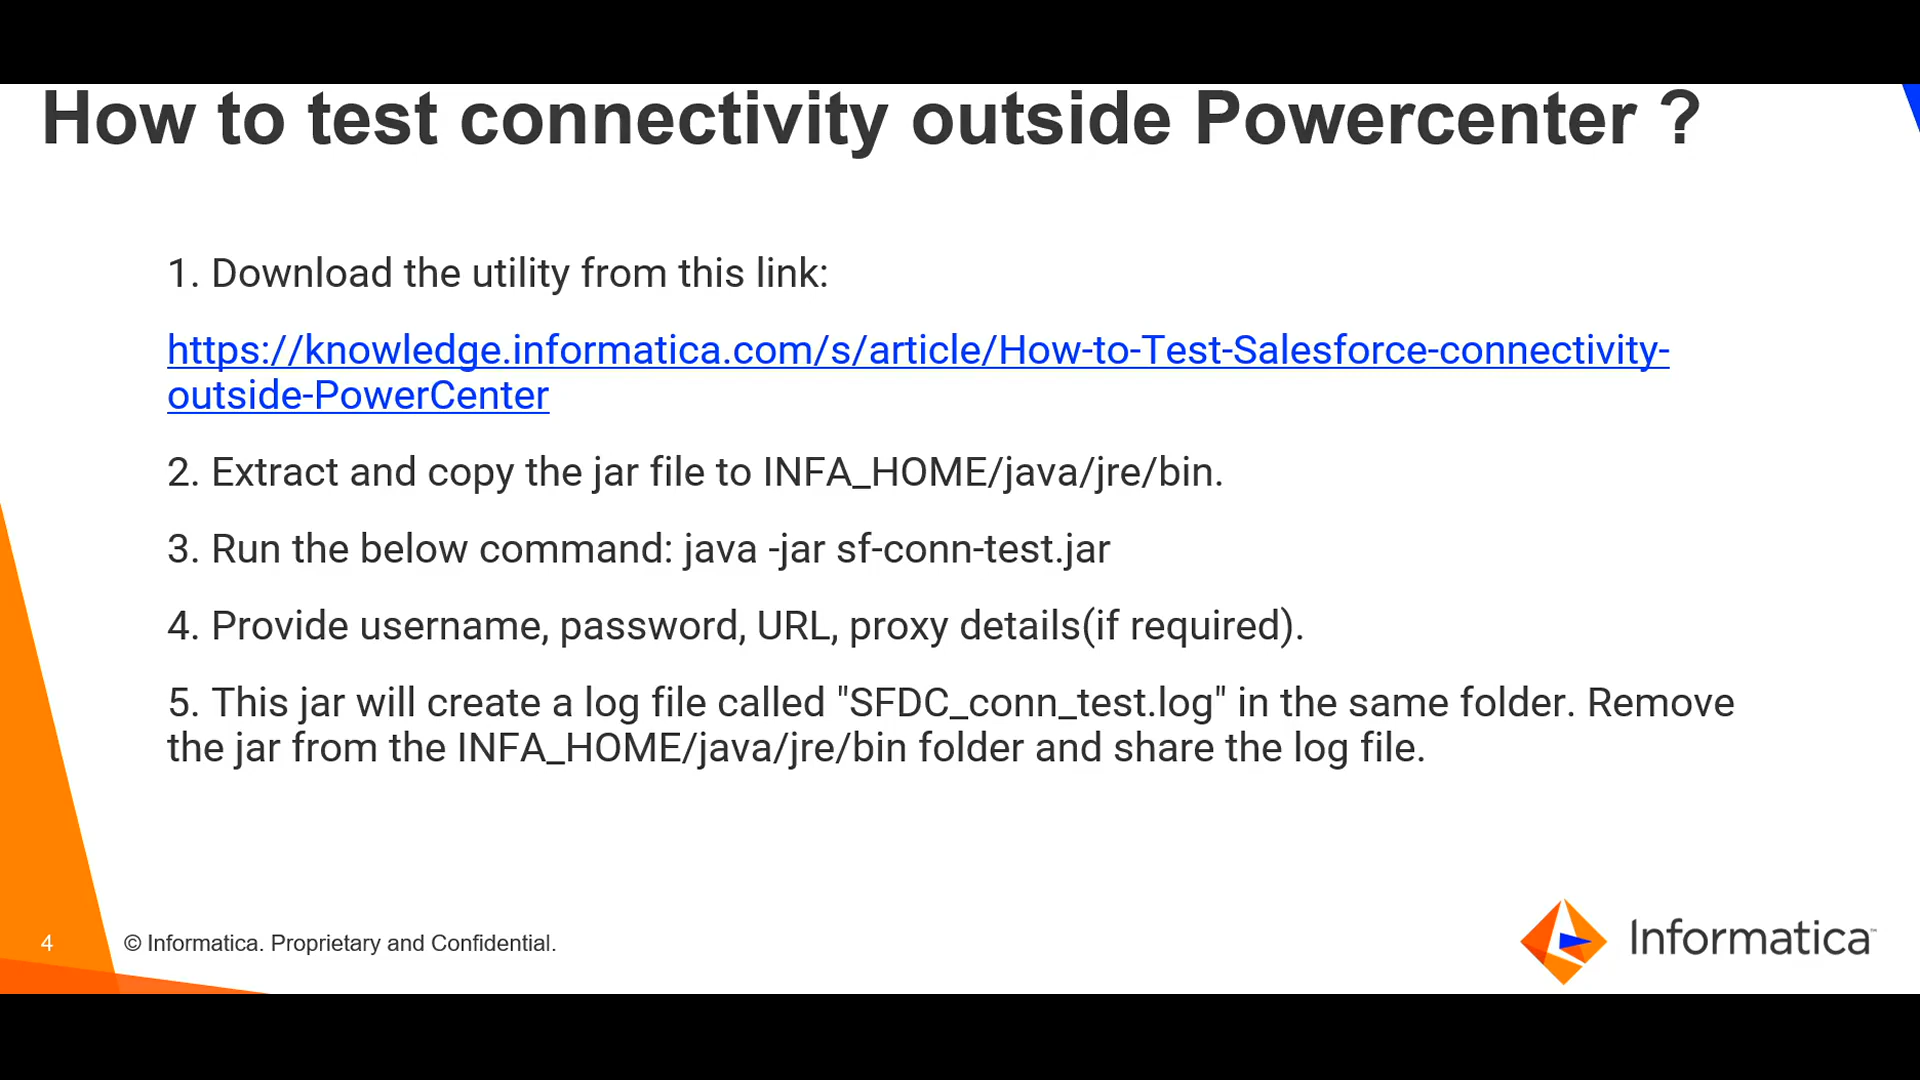 How to test connectivity outside Powercenter ?
1. Download the utility from this link:
https://knowledge.informatica.com/s/article/How-to-Test-Salesforce-connectivity-
outside-PowerCenter
2. Extract and copy the jar file to INFA_HOME/java/jre/bin.
3. Run the below command: java -jar sf-conn-test.jar
4. Provide username, password, URL, proxy details(if required).
5. This jar will create a log file called "SFDC_conn_test.log" in the same folder. Remove
the jar from the INFA_HOME/java/jre/bin folder and share the log file.
4
© Informatica. Proprietary and Confidential.
Informatica™